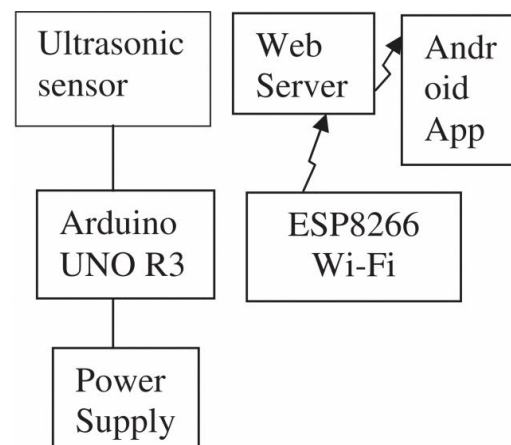 Ultrasonic
sensor
Web
Server
Andr
oid
App
Arduino
UNO R3
ESP8266
Wi-Fi
Power
Supply